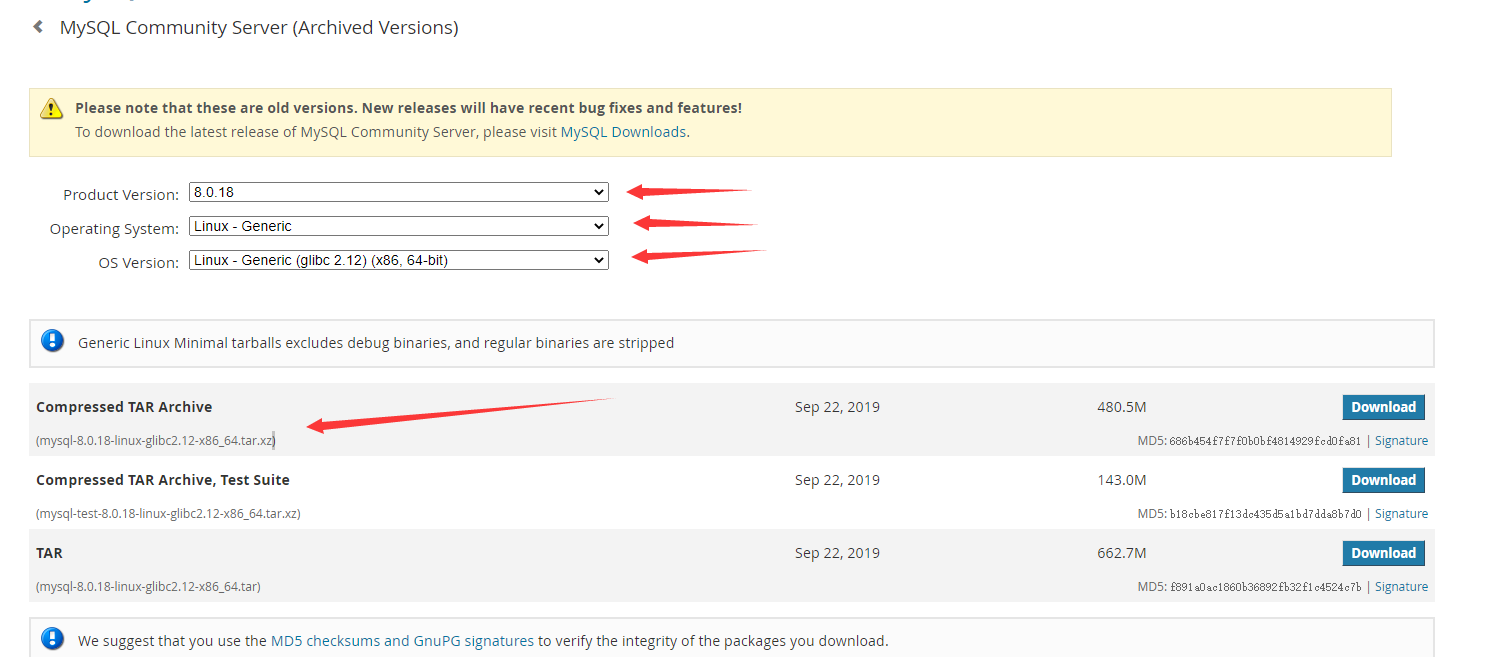 MySQL Community Server (Archived Versions)
Please note that these are old versions. New releases will have recent bug fixes and features!
To download the latest release of MySQL Community Server, please visit MySQL Downloads.
Product Version: 8.0.18
Operating System: Linux - Generic
OS Version: Linux - Generic (glibc 2.12) (x86, 64-bit)
Generic Linux Minimal tarballs excludes debug binaries, and regular binaries are stripped
Compressed TAR Archive Sep 22, 2019 480.5M Download
(mysql-8.0.18-linux-glibc2.12-x86_64.tar.xz) MD5: 686b454f7f7f0b0bf4814929fcd0fa81 | Signature
Compressed TAR Archive, Test Suite Sep 22, 2019 143.0M Download
(mysql-test-8.0.18-linux-glibc2.12-x86_64.tar.xz) MD5: b18cbe817f13dc435d5a1bd7dda8b7d0 | Signature
TAR Sep 22, 2019 662.7M Download
(mysql-8.0.18-linux-glibc2.12-x86_64.tar) MD5: f891a0ac1860b36892fb32f1c4524c7b | Signature
We suggest that you use the MD5 checksums and GnuPG signatures to verify the integrity of the packages you download.